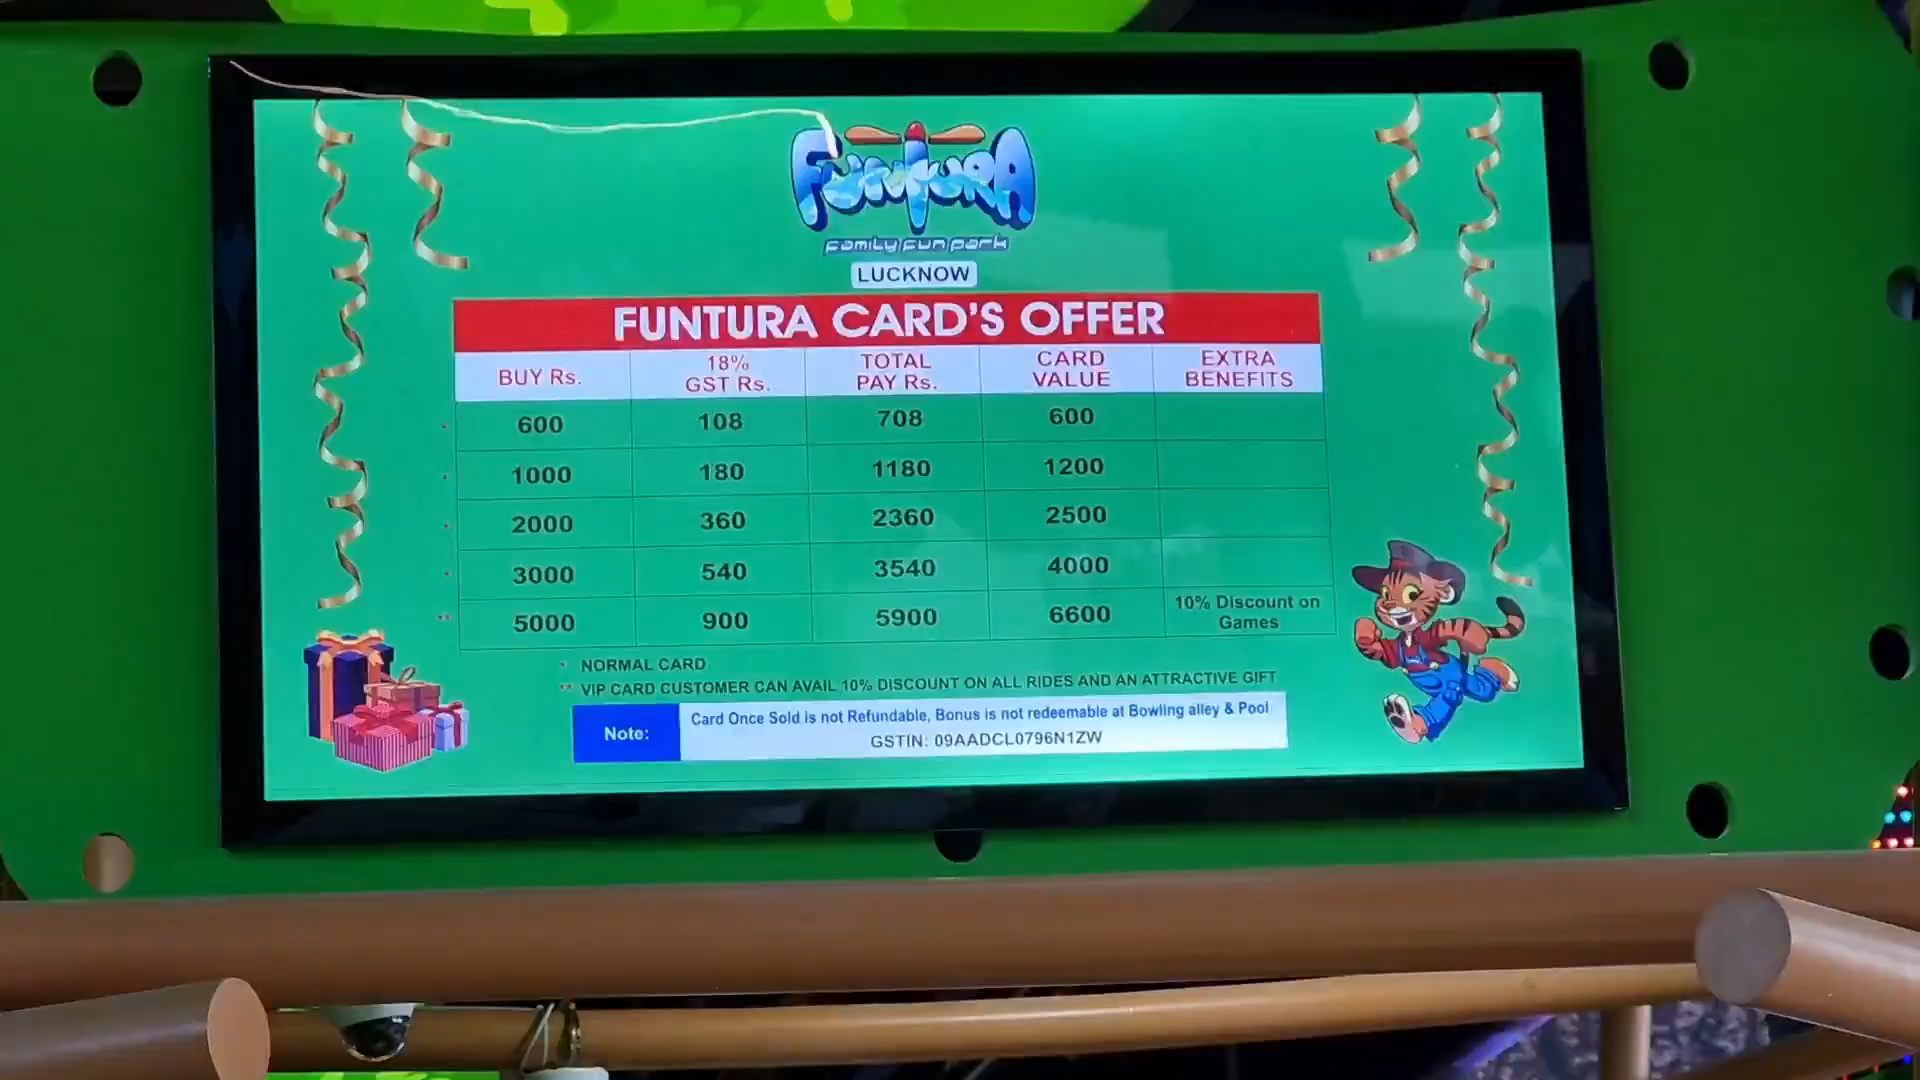 FUNTURA
family fun park
LUCKNOW
FUNTURA CARD'S OFFER
BUY Rs. 18% GST Rs. TOTAL PAY Rs. CARD VALUE EXTRA BENEFITS
* 600 108 708 600
* 1000 180 1180 1200
* 2000 360 2360 2500
* 3000 540 3540 4000
** 5000 900 5900 6600 10% Discount on Games
* NORMAL CARD
** VIP CARD CUSTOMER CAN AVAIL 10% DISCOUNT ON ALL RIDES AND AN ATTRACTIVE GIFT
Note: Card Once Sold is not Refundable, Bonus is not redeemable at Bowling alley & Pool
GSTIN: 09AADCL0796N1ZW